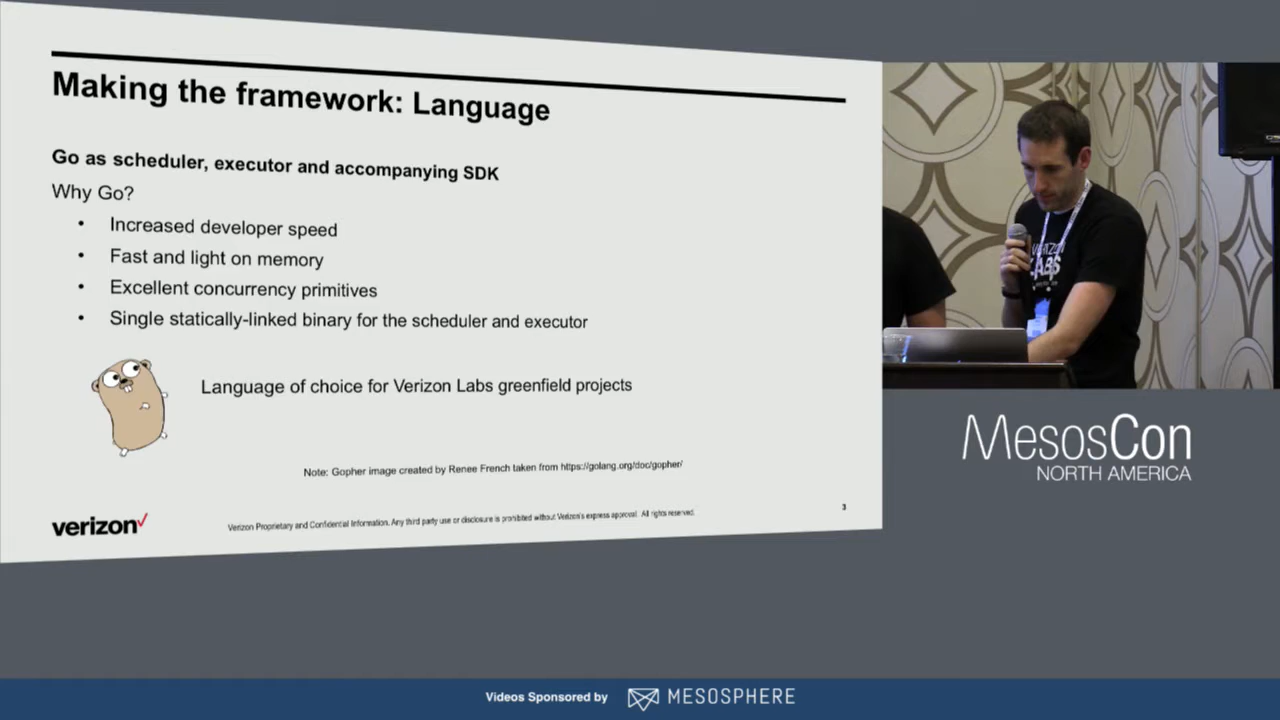 Making the framework: Language
Go as scheduler, executor and accompanying SDK
Why Go?
• Increased developer speed
• Fast and light on memory
• Excellent concurrency primitives
• Single statically-linked binary for the scheduler and executor
Language of choice for Verizon Labs greenfield projects
Note: Gopher image created by Renee French taken from https://golang.org/doc/gopher/
verizon
Verizon Proprietary and Confidential Information. Any third party use or disclosure is prohibited without Verizon's express approval. All rights reserved.
3
VERIZON
LABS
MesosCon
NORTH AMERICA
Videos Sponsored by MESOSPHERE